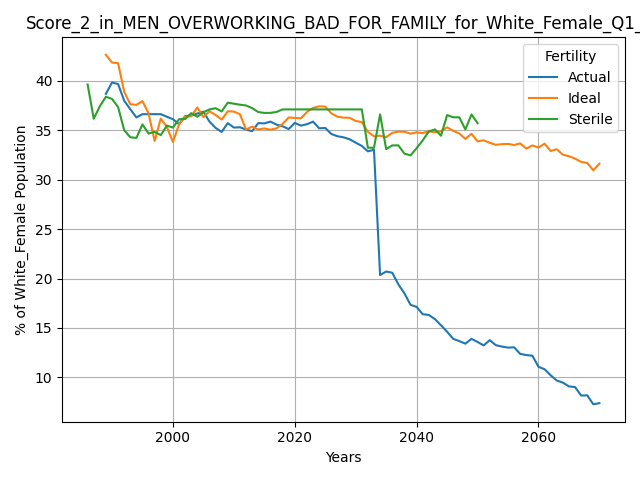 Score_2_in_MEN_OVERWORKING_BAD_FOR_FAMILY_for_White_Female_Q1_
Fertility
Actual
Ideal
Sterile
% of White_Female Population
40
35
30
25
20
15
10
2000
2020
2040
2060
Years